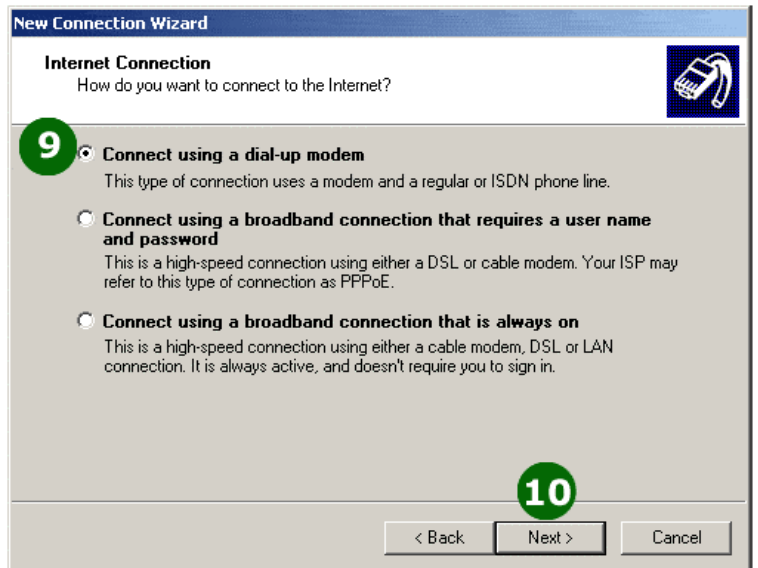 New Connection Wizard
Internet Connection
How do you want to connect to the Internet?
9
Connect using a dial-up modem
This type of connection uses a modem and a regular or ISDN phone line.
Connect using a broadband connection that requires a user name
and password
This is a high-speed connection using either a DSL or cable modem. Your ISP may
refer to this type of connection as PPPoE.
Connect using a broadband connection that is always on
This is a high-speed connection using either a cable modem, DSL or LAN
connection. It is always active, and doesn't require you to sign in.
10
< Back Next > Cancel